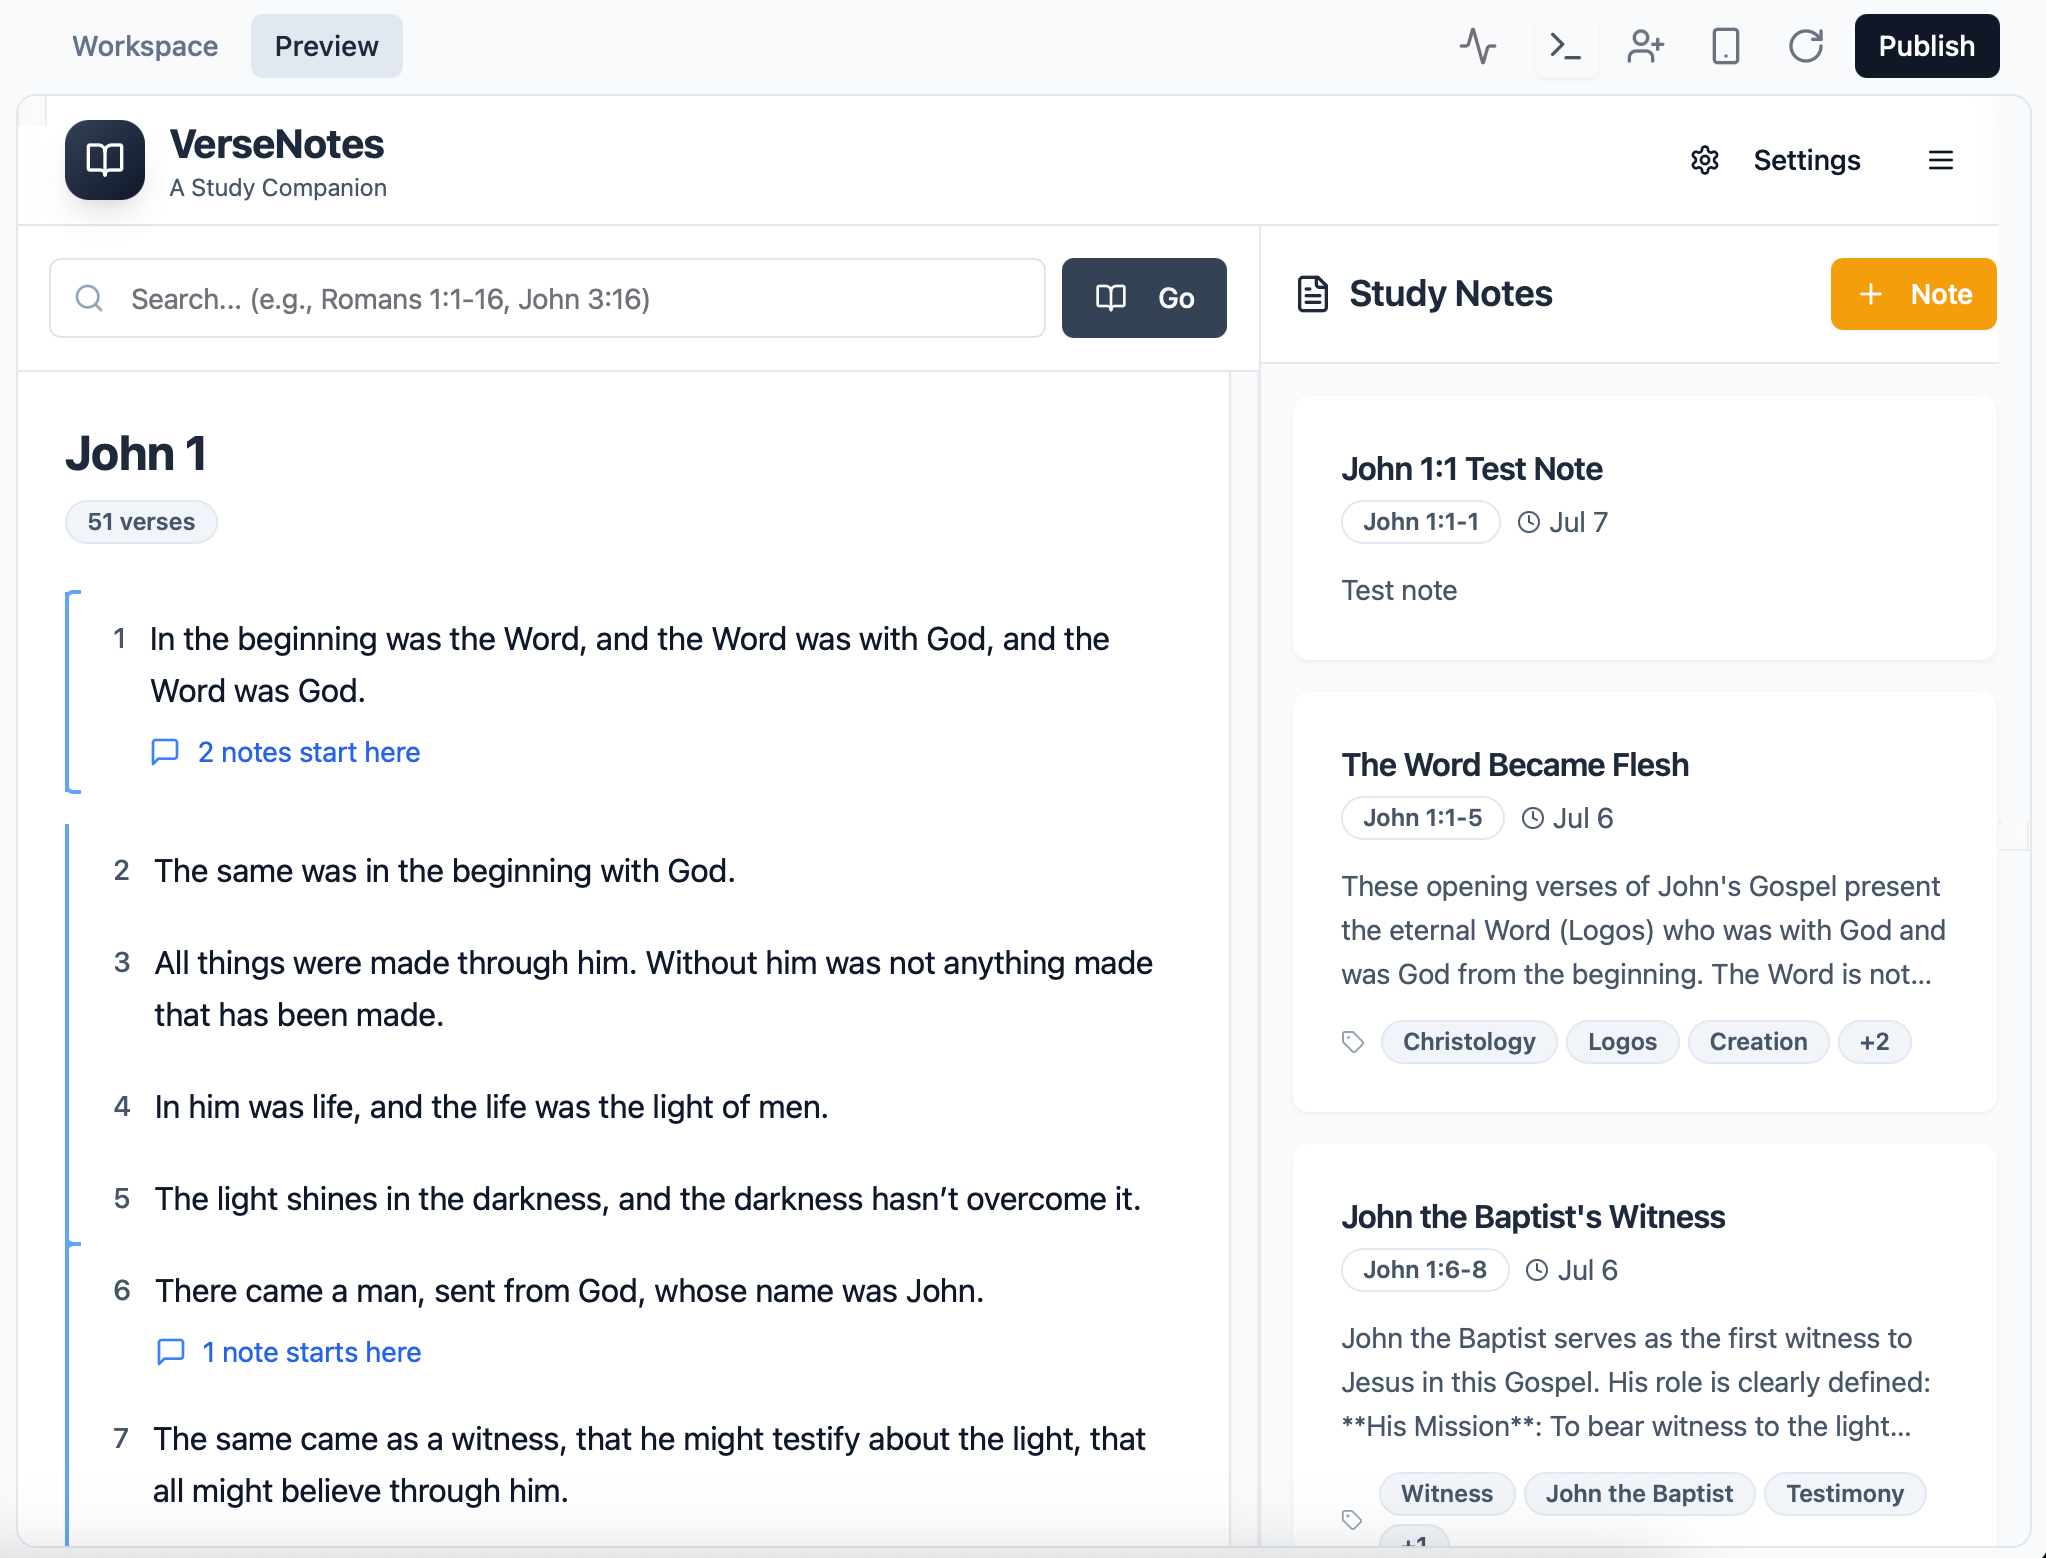 Workspace
Preview
Publish
VerseNotes
A Study Companion
Settings
Search... (e.g., Romans 1:1-16, John 3:16)
Go
John 1
51 verses
1 In the beginning was the Word, and the Word was with God, and the
Word was God.
2 notes start here
2 The same was in the beginning with God.
3 All things were made through him. Without him was not anything made
that has been made.
4 In him was life, and the life was the light of men.
5 The light shines in the darkness, and the darkness hasn’t overcome it.
6 There came a man, sent from God, whose name was John.
1 note starts here
7 The same came as a witness, that he might testify about the light, that
all might believe through him.
Study Notes
+ Note
John 1:1 Test Note
John 1:1-1 Jul 7
Test note
The Word Became Flesh
John 1:1-5 Jul 6
These opening verses of John's Gospel present
the eternal Word (Logos) who was with God and
was God from the beginning. The Word is not...
Christology Logos Creation +2
John the Baptist's Witness
John 1:6-8 Jul 6
John the Baptist serves as the first witness to
Jesus in this Gospel. His role is clearly defined:
**His Mission**: To bear witness to the light...
Witness John the Baptist Testimony
+1